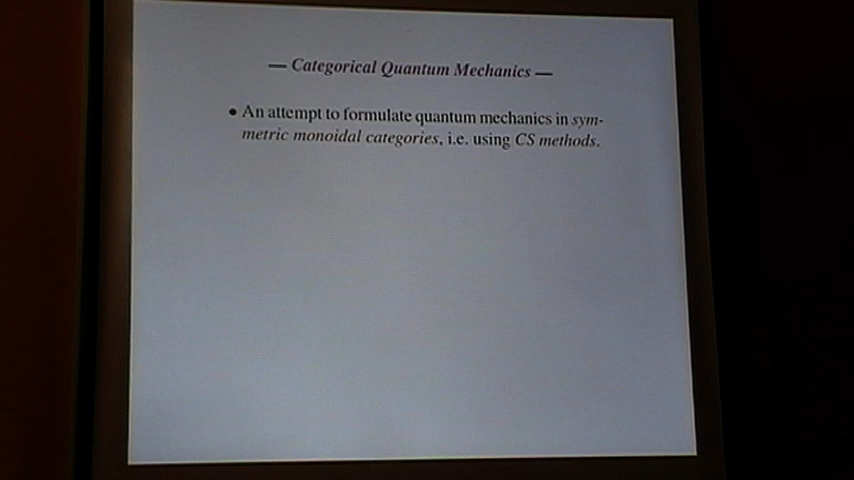 — Categorical Quantum Mechanics —
• An attempt to formulate quantum mechanics in sym-
metric monoidal categories, i.e. using CS methods.